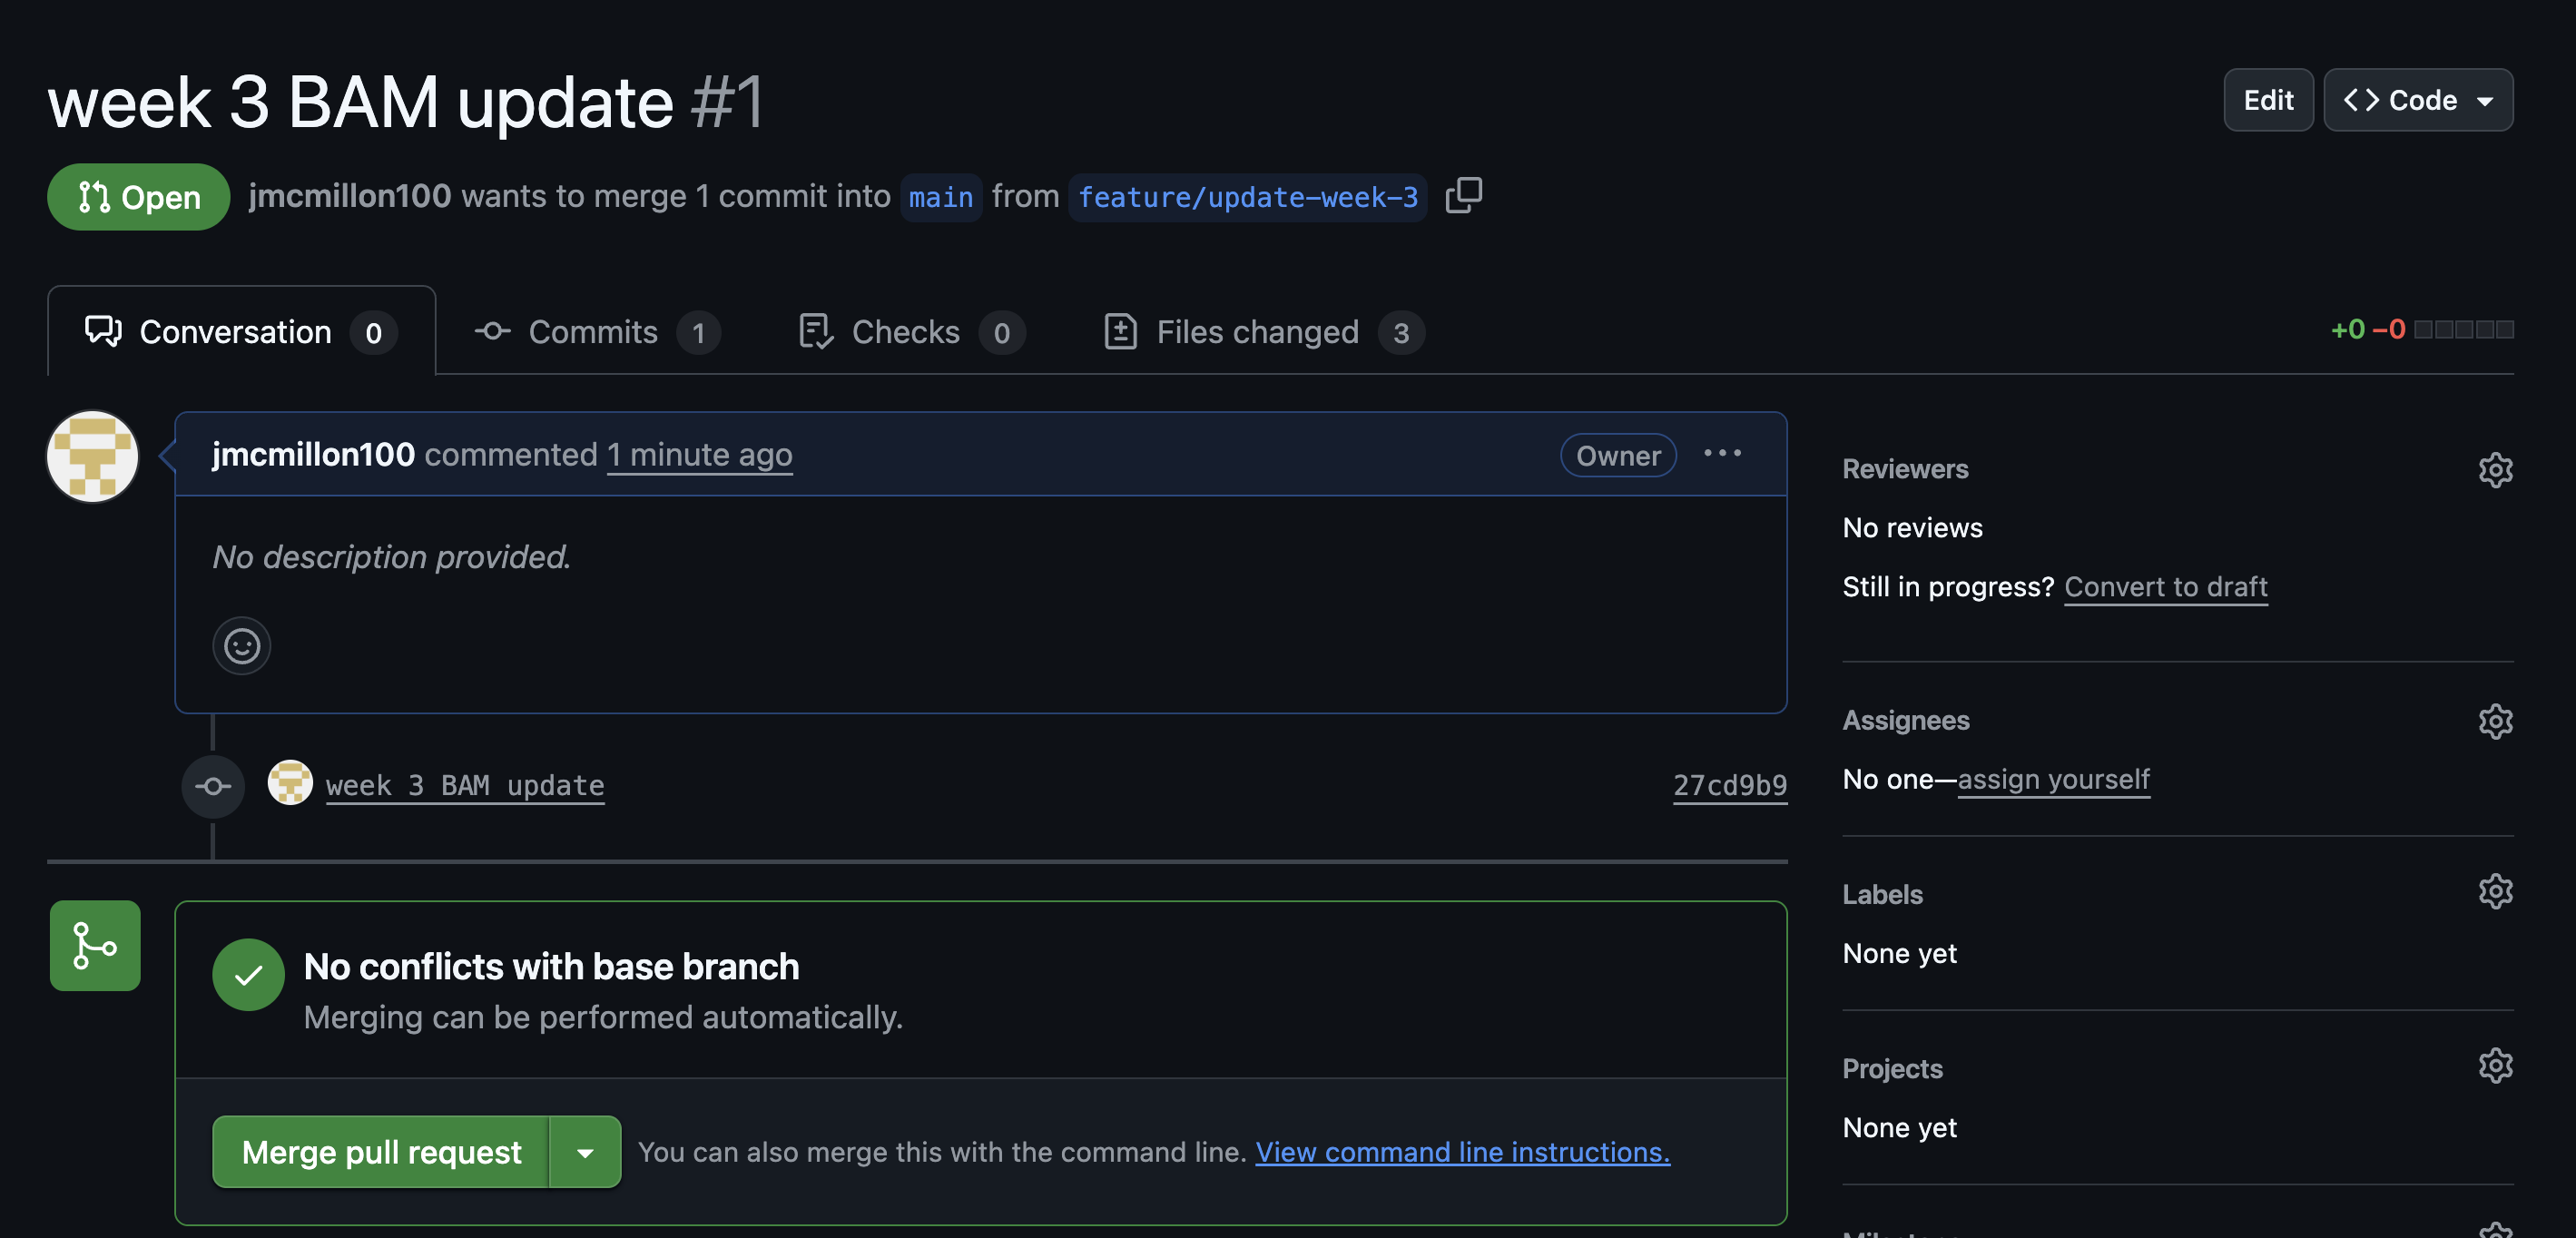 week 3 BAM update #1
Edit
Code
Open
jmcmillon100 wants to merge 1 commit into main from feature/update-week-3
Conversation 0
Commits 1
Checks 0
Files changed 3
+0 −0
jmcmillon100 commented 1 minute ago
Owner
No description provided.
week 3 BAM update
27cd9b9
No conflicts with base branch
Merging can be performed automatically.
Merge pull request
You can also merge this with the command line. View command line instructions.
Reviewers
No reviews
Still in progress? Convert to draft
Assignees
No one—assign yourself
Labels
None yet
Projects
None yet